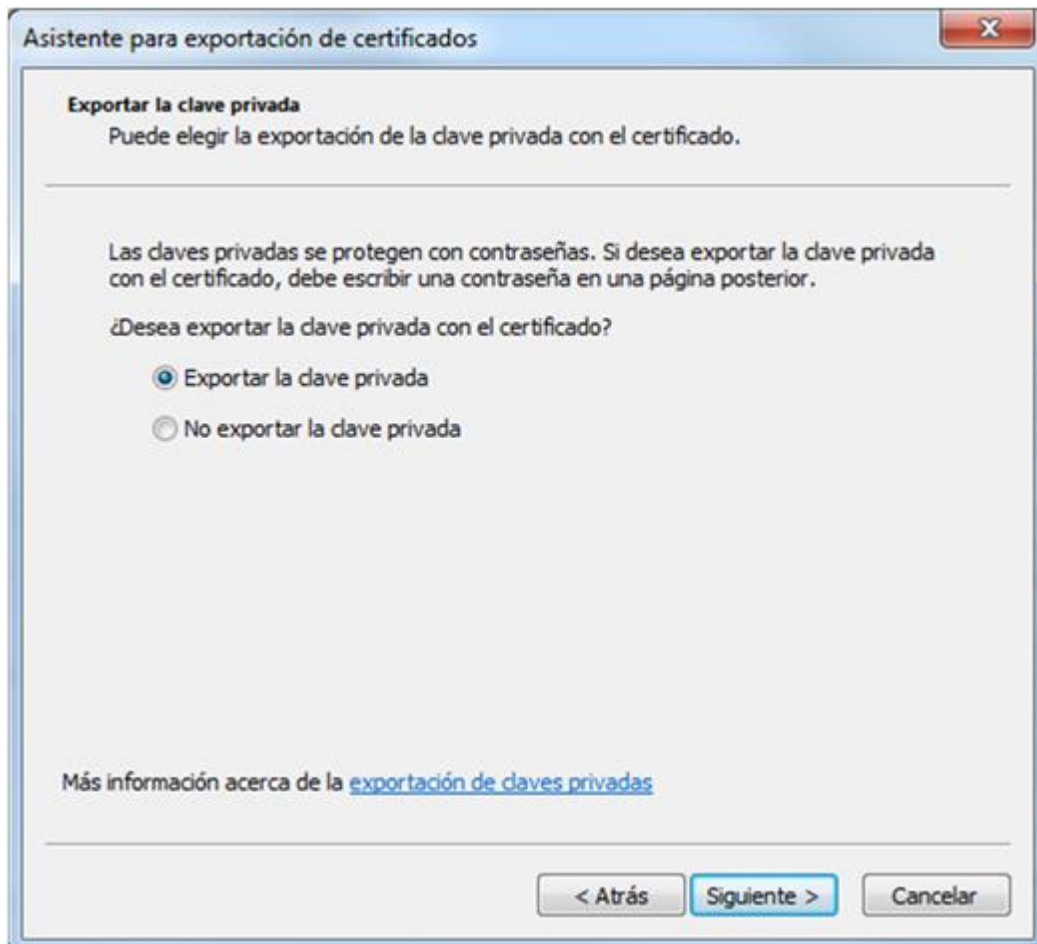 Asistente para exportación de certificados
Exportar la clave privada
Puede elegir la exportación de la clave privada con el certificado.
Las claves privadas se protegen con contraseñas. Si desea exportar la clave privada
con el certificado, debe escribir una contraseña en una página posterior.
¿Desea exportar la clave privada con el certificado?
Exportar la clave privada
No exportar la clave privada
Más información acerca de la exportación de claves privadas
< Atrás
Siguiente >
Cancelar